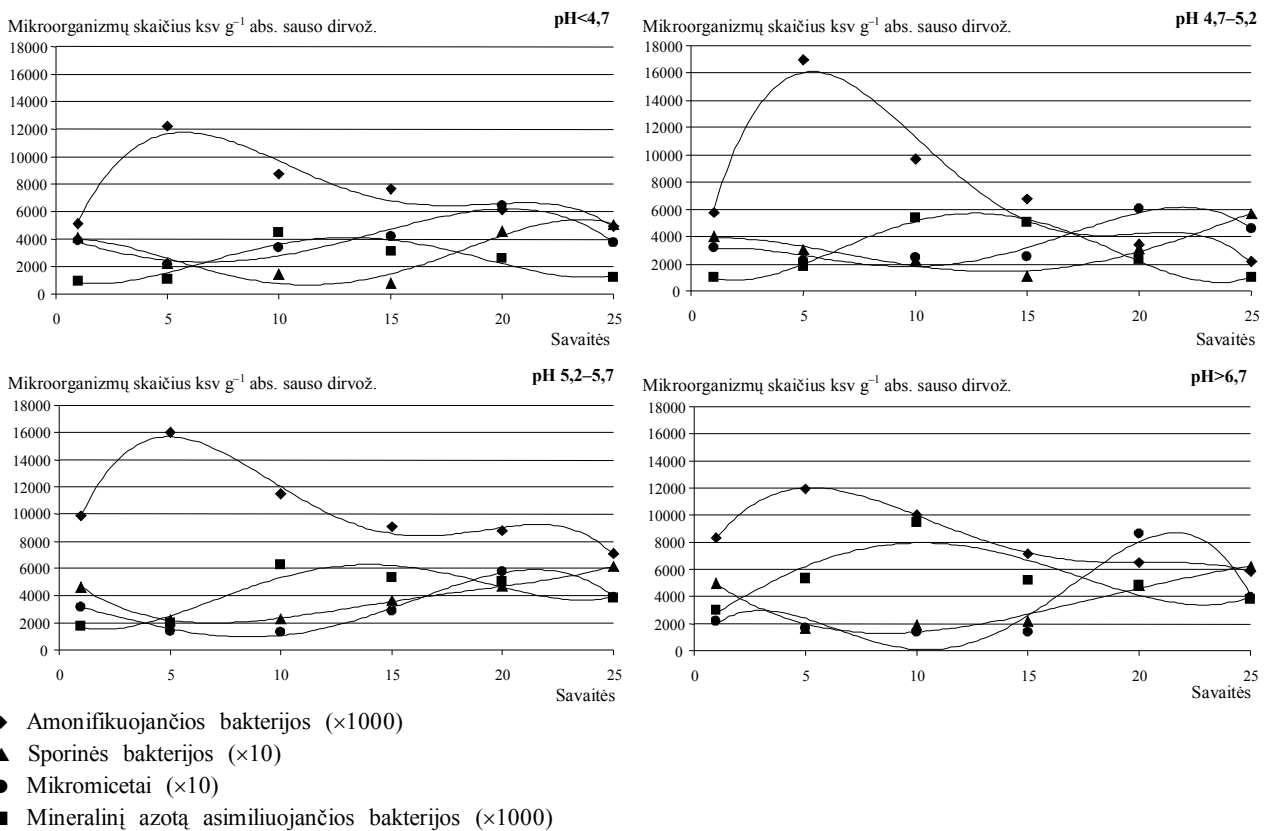 Mikroorganizmų skaičius ksv g⁻¹ abs. sauso dirvož.
pH<4,7
18000
16000
14000
12000
10000
8000
6000
4000
2000
0
0 5 10 15 20 25
Savaitės
Mikroorganizmų skaičius ksv g⁻¹ abs. sauso dirvož.
pH 4,7–5,2
18000
16000
14000
12000
10000
8000
6000
4000
2000
0
0 5 10 15 20 25
Savaitės
Mikroorganizmų skaičius ksv g⁻¹ abs. sauso dirvož.
pH 5,2–5,7
18000
16000
14000
12000
10000
8000
6000
4000
2000
0
0 5 10 15 20 25
Savaitės
Mikroorganizmų skaičius ksv g⁻¹ abs. sauso dirvož.
pH>6,7
18000
16000
14000
12000
10000
8000
6000
4000
2000
0
0 5 10 15 20 25
Savaitės
Amonifikuojančios bakterijos (×1000)
Sporinės bakterijos (×10)
Mikromicetai (×10)
Mineralinį azotą asimiliuojančios bakterijos (×1000)